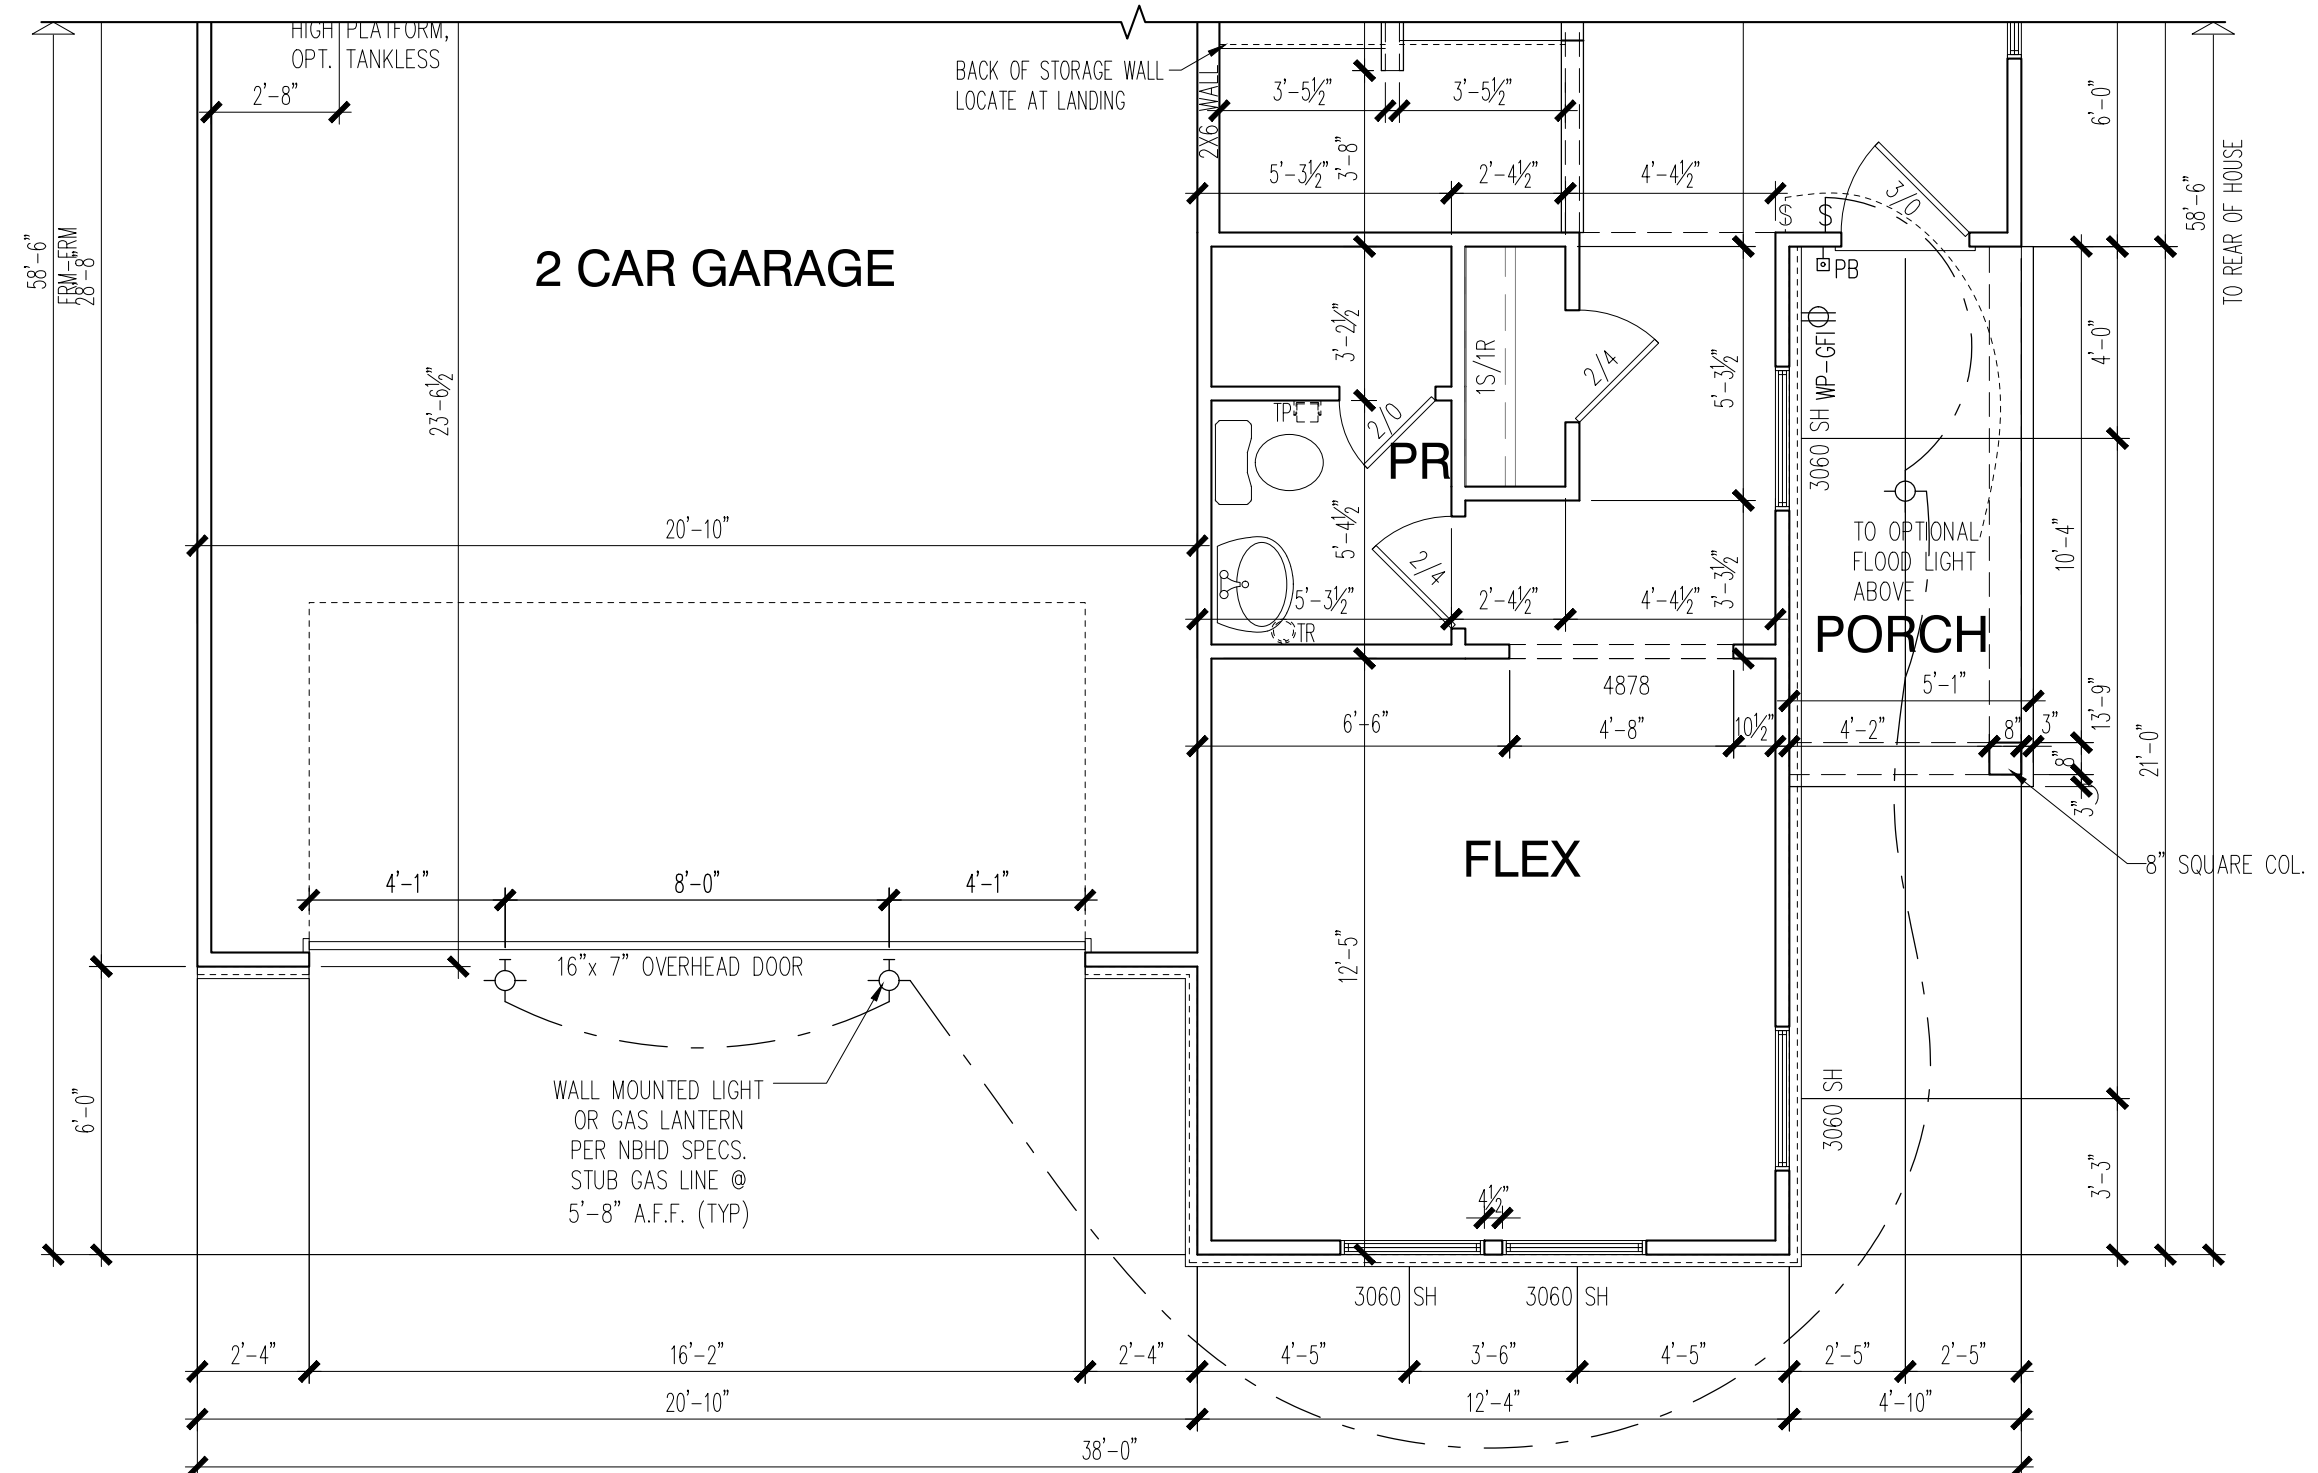 HIGH PLATFORM,
OPT. TANKLESS
2'-8"
BACK OF STORAGE WALL
LOCATE AT LANDING
2X6 WALL
3'-5½"
3'-5½"
3'-8"
5'-3½"
2'-4½"
4'-4½"
3/0
S
S
PB
6'-0"
58'-6"
TO REAR OF HOUSE
58'-6"
FRM-FRM
28'-8"
2 CAR GARAGE
23'-6½"
3'-2½"
1S/1R
2/4
5'-3½"
WP-GFI
3060 SH
4'-0"
TP
2/0
PR
20'-10"
5'-4½"
2/4
5'-3½"
2'-4½"
4'-4½"
3'-3½"
TR
TO OPTIONAL
FLOOD LIGHT
ABOVE
10'-4"
PORCH
4878
5'-1"
6'-6"
4'-8"
10½"
4'-2"
8"
3"
13'-9"
21'-0"
8"
3"
FLEX
8" SQUARE COL.
4'-1"
8'-0"
4'-1"
16"x 7" OVERHEAD DOOR
12'-5"
WALL MOUNTED LIGHT
OR GAS LANTERN
PER NBHD SPECS.
STUB GAS LINE @
5'-8" A.F.F. (TYP)
6'-0"
3060 SH
3'-3"
4½"
3060 SH
3060 SH
2'-4"
16'-2"
2'-4"
4'-5"
3'-6"
4'-5"
2'-5"
2'-5"
20'-10"
12'-4"
4'-10"
38'-0"